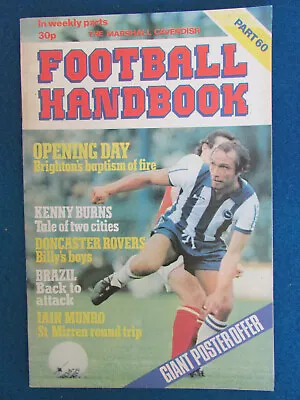 in weekly parts
30p
THE MARSHALL CAVENDISH
PART 60
FOOTBALL
HANDBOOK
OPENING DAY
Brighton's baptism of fire
KENNY BURNS
Tale of two cities
DONCASTER ROVERS
Billy's boys
BRAZIL
Back to
attack
IAIN MUNRO
St Mirren round trip
GIANT POSTER OFFER